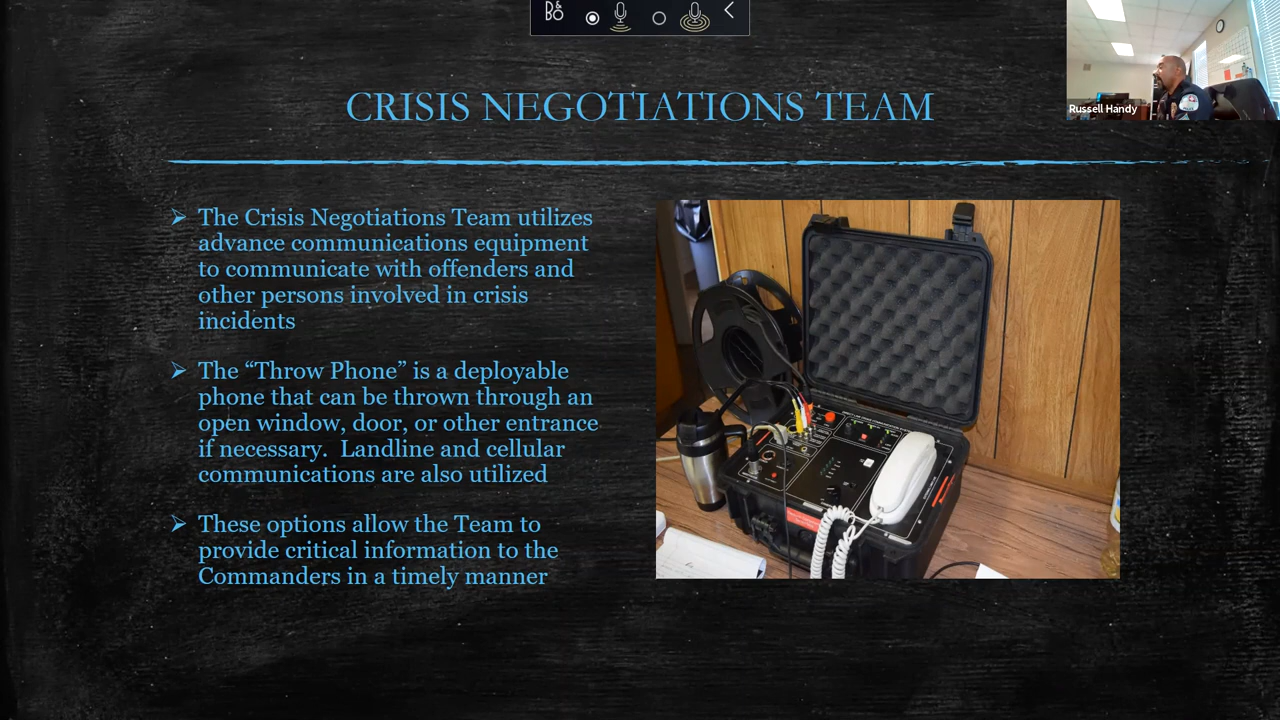 B&O
Russell Handy
CRISIS NEGOTIATIONS TEAM
The Crisis Negotiations Team utilizes
advance communications equipment
to communicate with offenders and
other persons involved in crisis
incidents
The “Throw Phone” is a deployable
phone that can be thrown through an
open window, door, or other entrance
if necessary. Landline and cellular
communications are also utilized
These options allow the Team to
provide critical information to the
Commanders in a timely manner